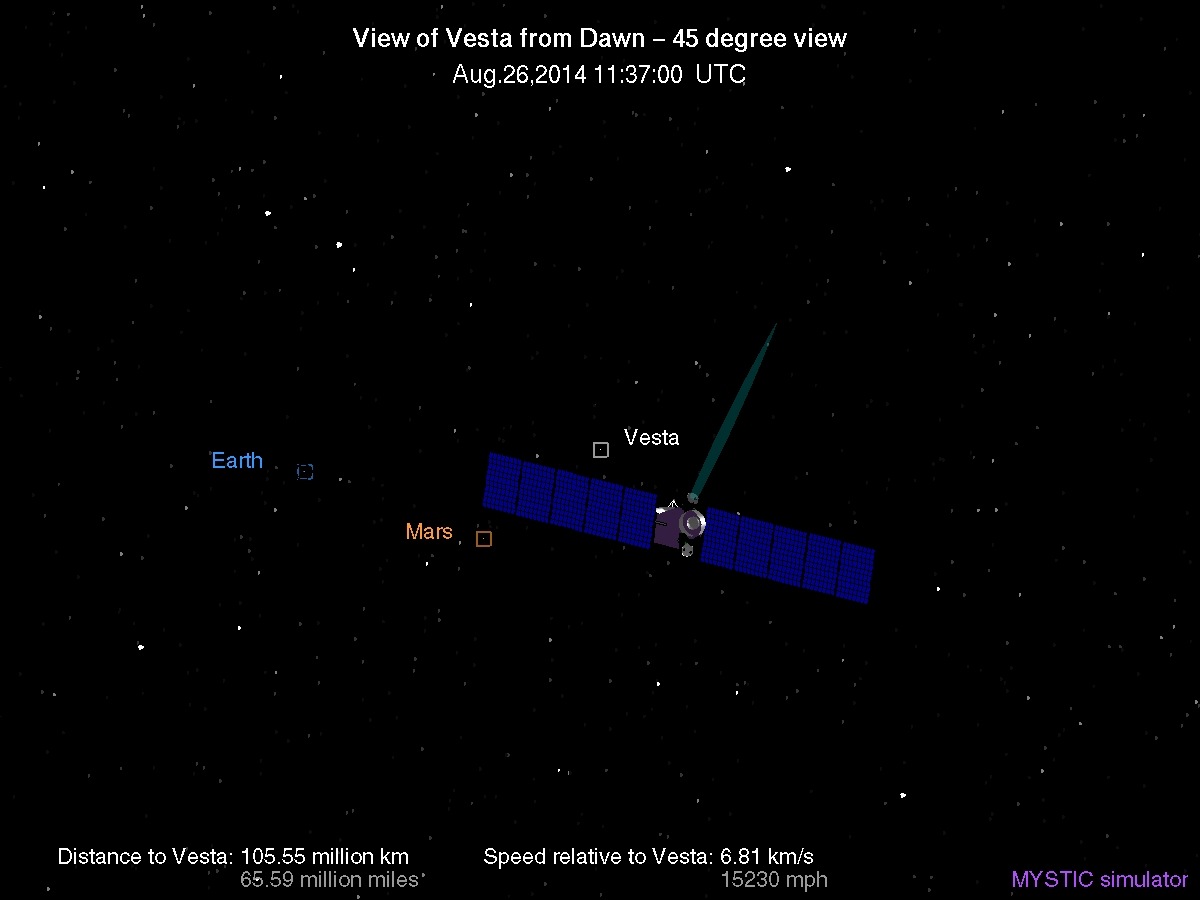 View of Vesta from Dawn – 45 degree view
Aug.26,2014 11:37:00 UTC
Vesta
Earth
Mars
Distance to Vesta: 105.55 million km
65.59 million miles
Speed relative to Vesta: 6.81 km/s
15230 mph
MYSTIC simulator